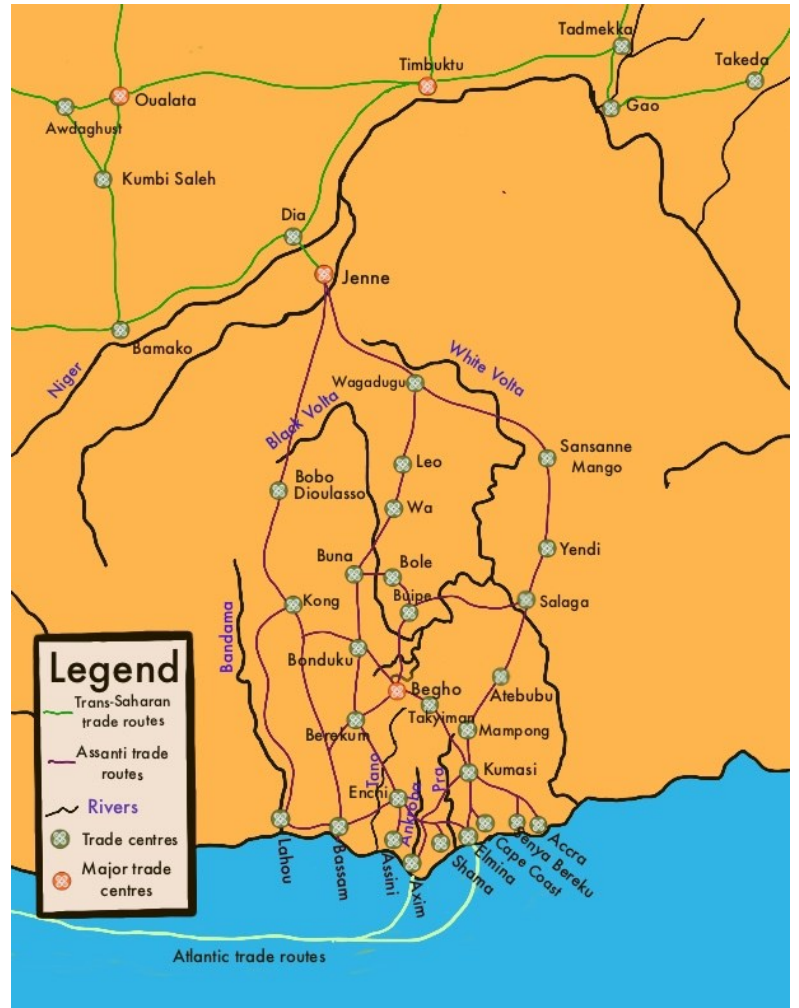 Tadmekka
Timbuktu
Takeda
Oualata
Gao
Awdaghust
Kumbi Saleh
Dia
Jenne
Bamako
Niger
White Volta
Wagadugu
Black Volta
Sansanne
Mango
Leo
Bobo
Dioulasso
Wa
Yendi
Buna
Bole
Buipe
Kong
Salaga
Bandama
Bonduku
Begho
Atebubu
Takyiman
Berekum
Mampong
Tano
Kumasi
Pra
Enchi
Ankroba
Lahou
Bassam
Assini
Axim
Shama
Elmina
Cape Coast
Senya Bereku
Accra
Legend
Trans-Saharan
trade routes
Assanti trade
routes
Rivers
Trade centres
Major trade
centres
Atlantic trade routes